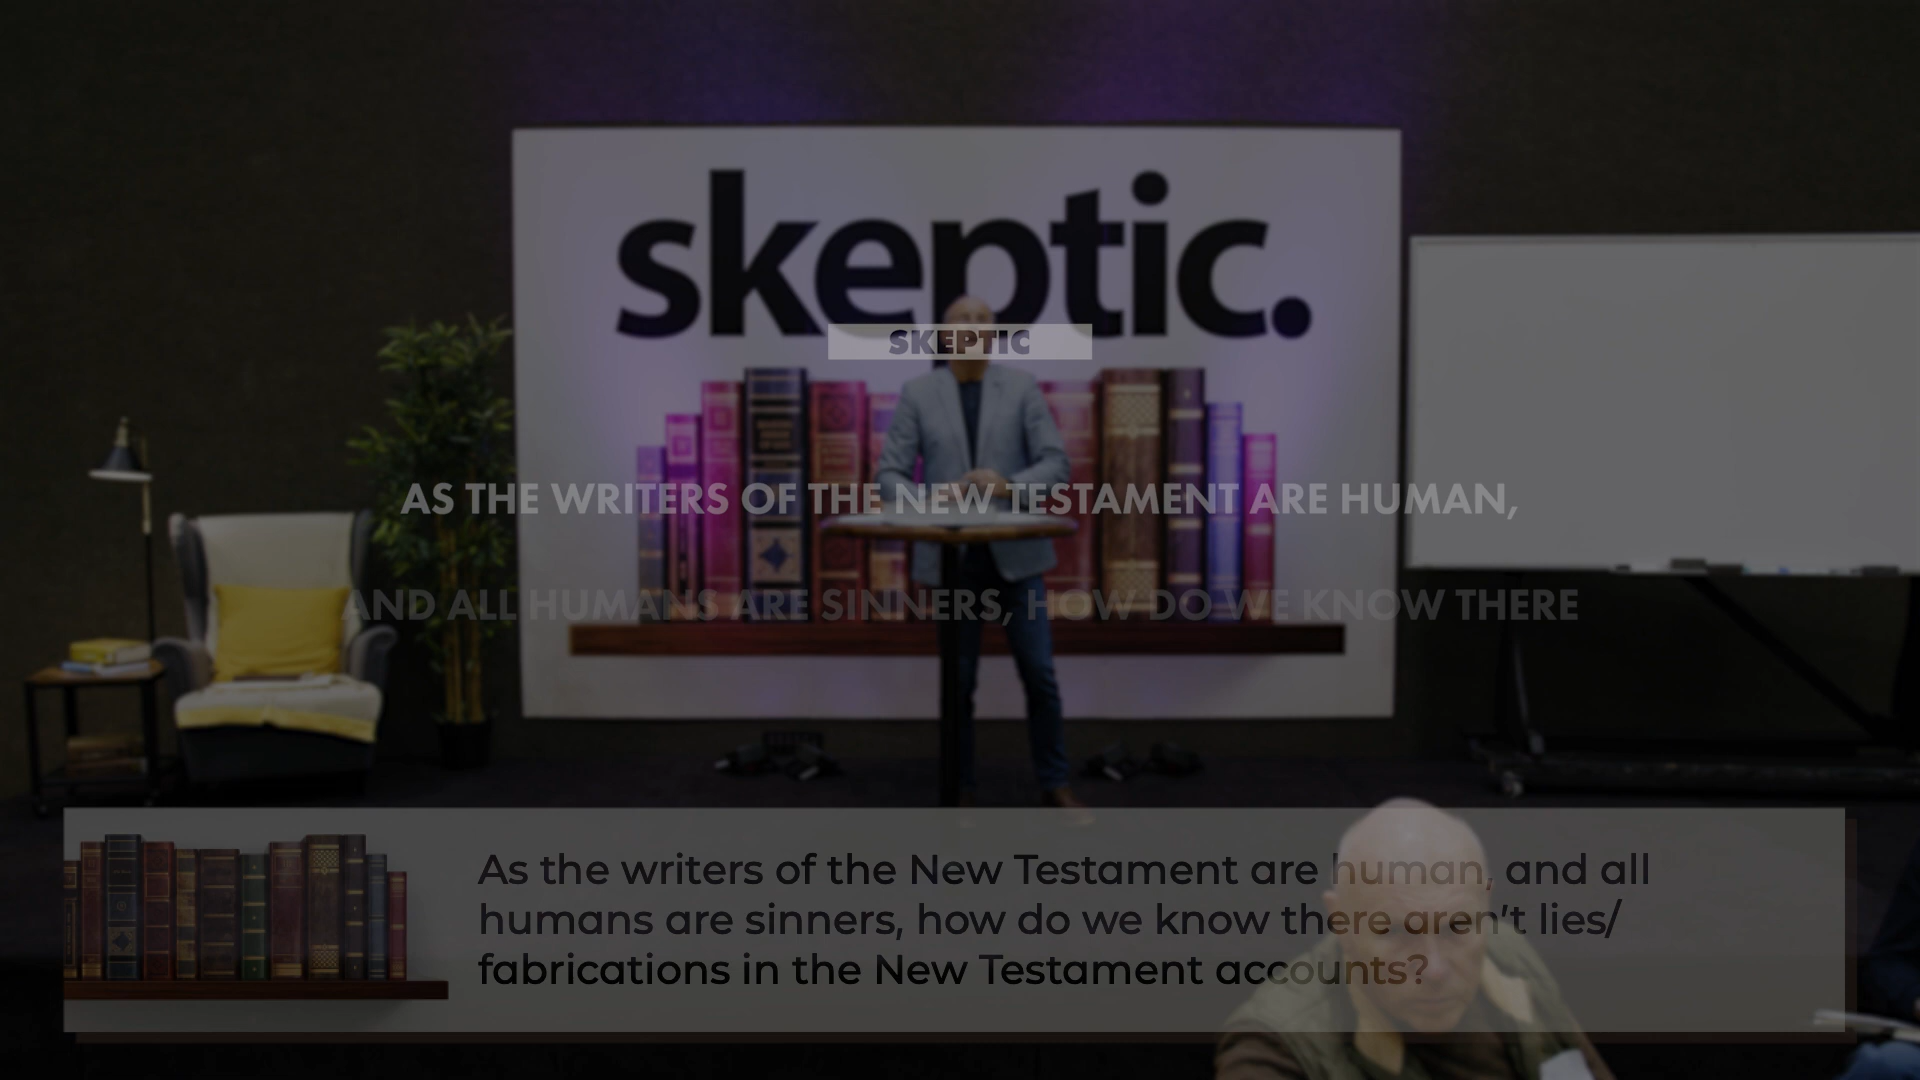 skeptic.
SKEPTIC
AS THE WRITERS OF THE NEW TESTAMENT ARE HUMAN,
AND ALL HUMANS ARE SINNERS, HOW DO WE KNOW THERE
As the writers of the New Testament are human, and all
humans are sinners, how do we know there aren't lies/
fabrications in the New Testament accounts?